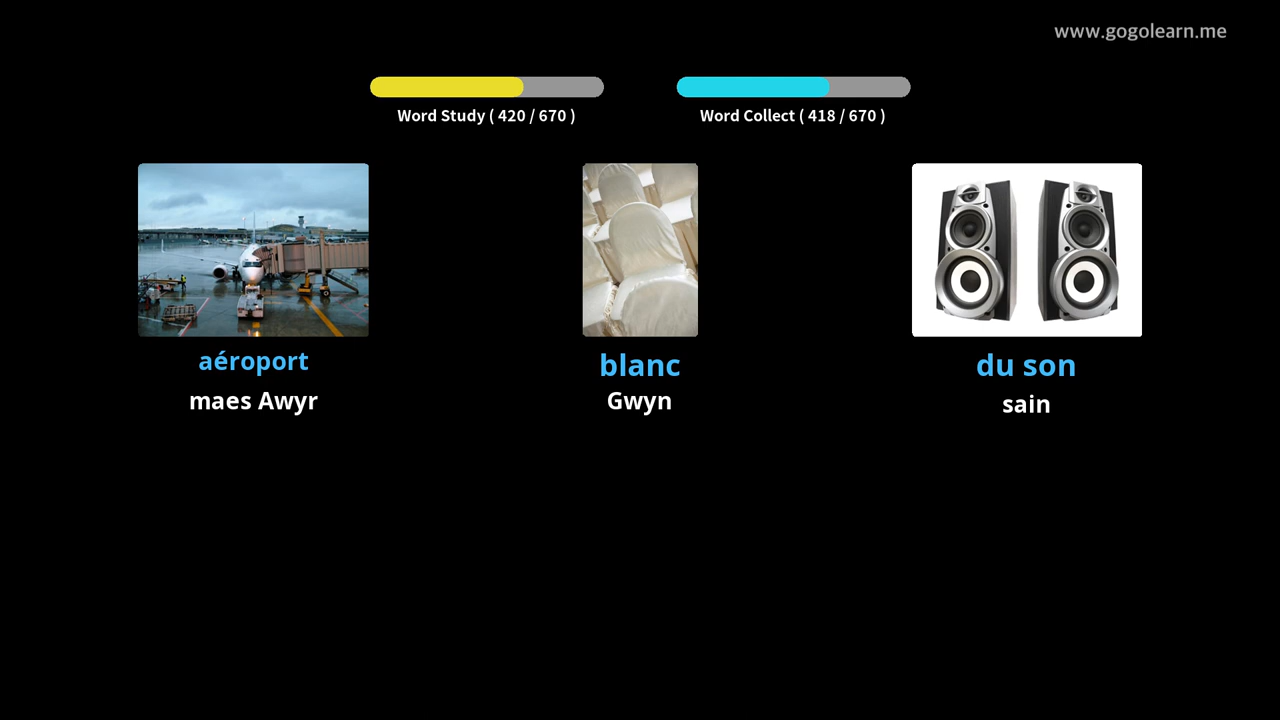 www.gogolearn.me
Word Study ( 420 / 670 )
Word Collect ( 418 / 670 )
aéroport
maes Awyr
blanc
Gwyn
du son
sain